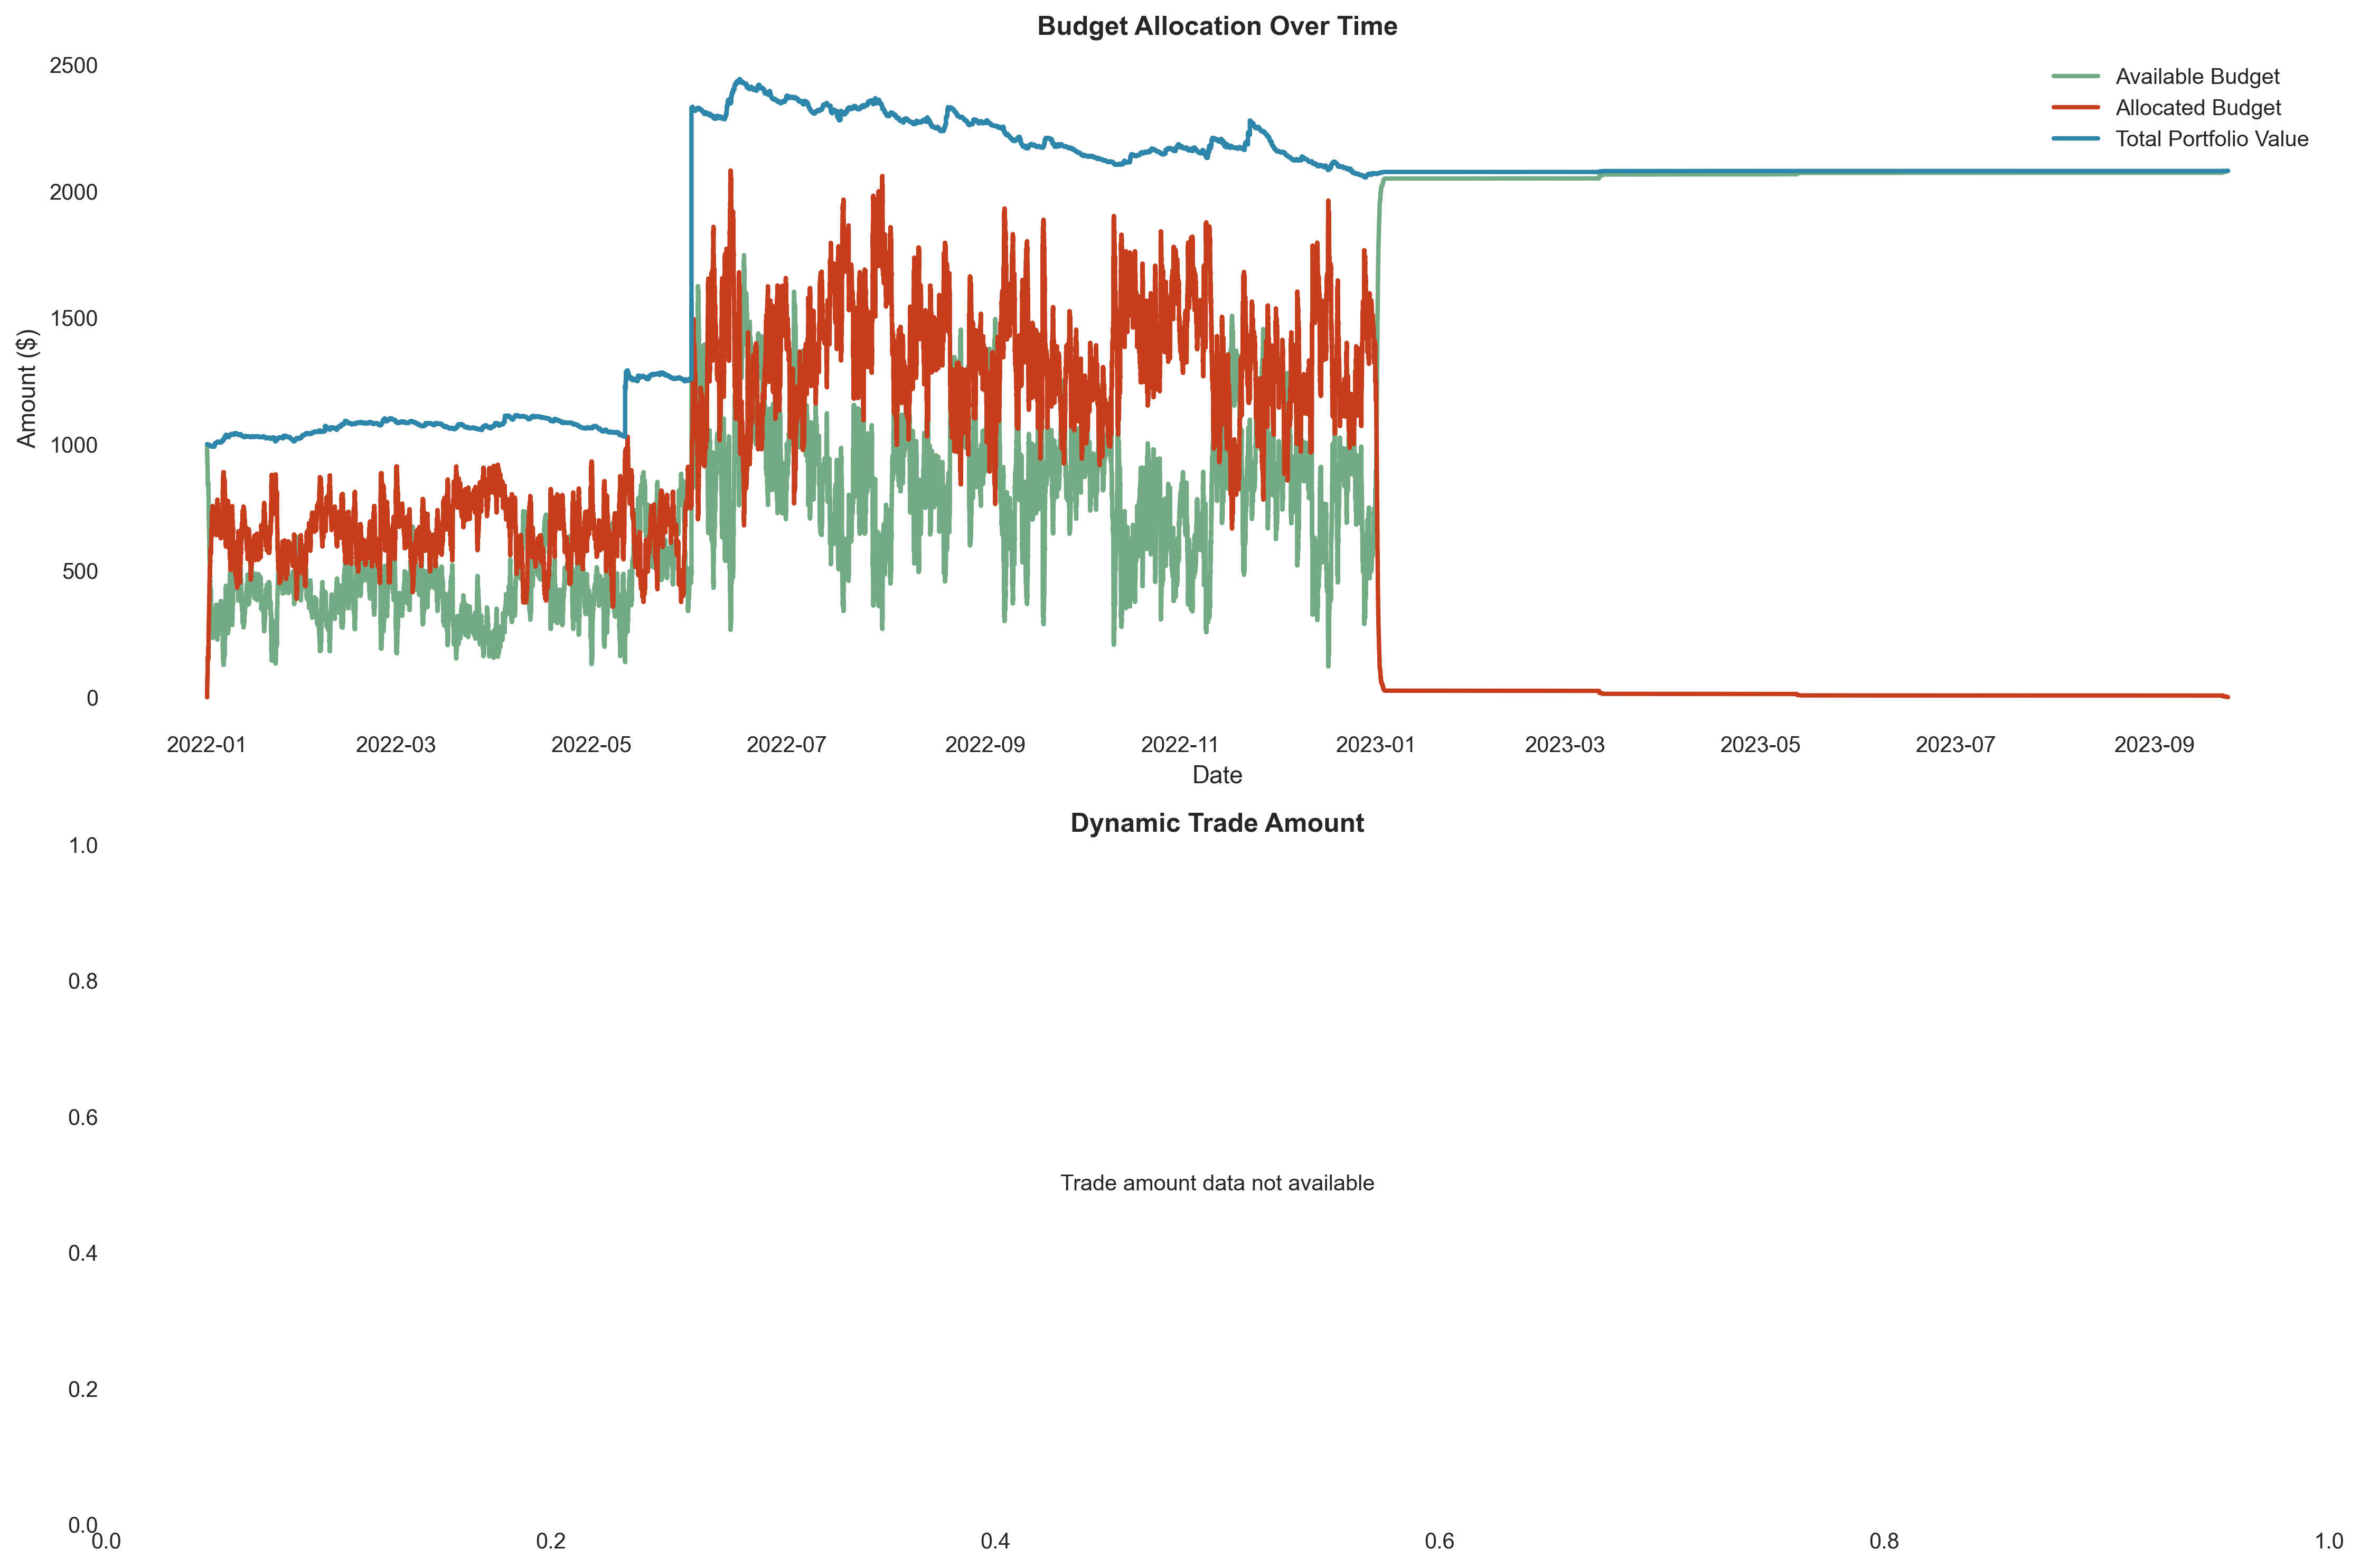 Budget Allocation Over Time
2500
2000
1500
1000
500
0
Amount ($)
Available Budget
Allocated Budget
Total Portfolio Value
2022-01 2022-03 2022-05 2022-07 2022-09 2022-11 2023-01 2023-03 2023-05 2023-07 2023-09
Date
Dynamic Trade Amount
1.0
0.8
0.6
Trade amount data not available
0.4
0.2
0.0
0.0 0.2 0.4 0.6 0.8 1.0